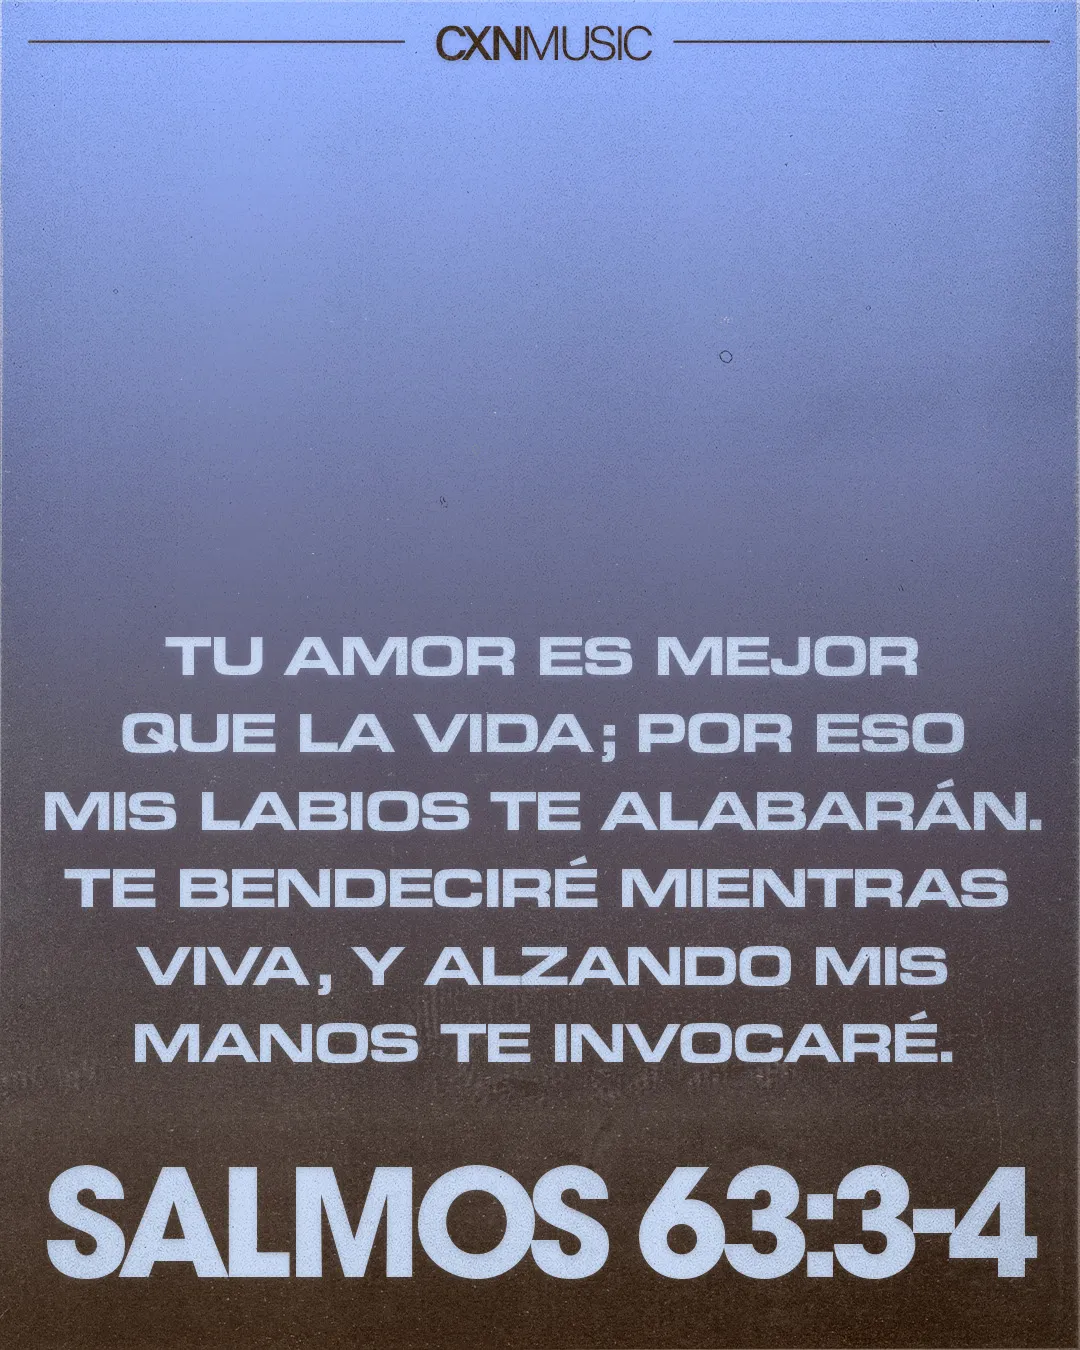 CXNMUSIC
TU AMOR ES MEJOR
QUE LA VIDA; POR ESO
MIS LABIOS TE ALABARÁN.
TE BENDECIRÉ MIENTRAS
VIVA, Y ALZANDO MIS
MANOS TE INVOCARÉ.
SALMOS 63:3-4